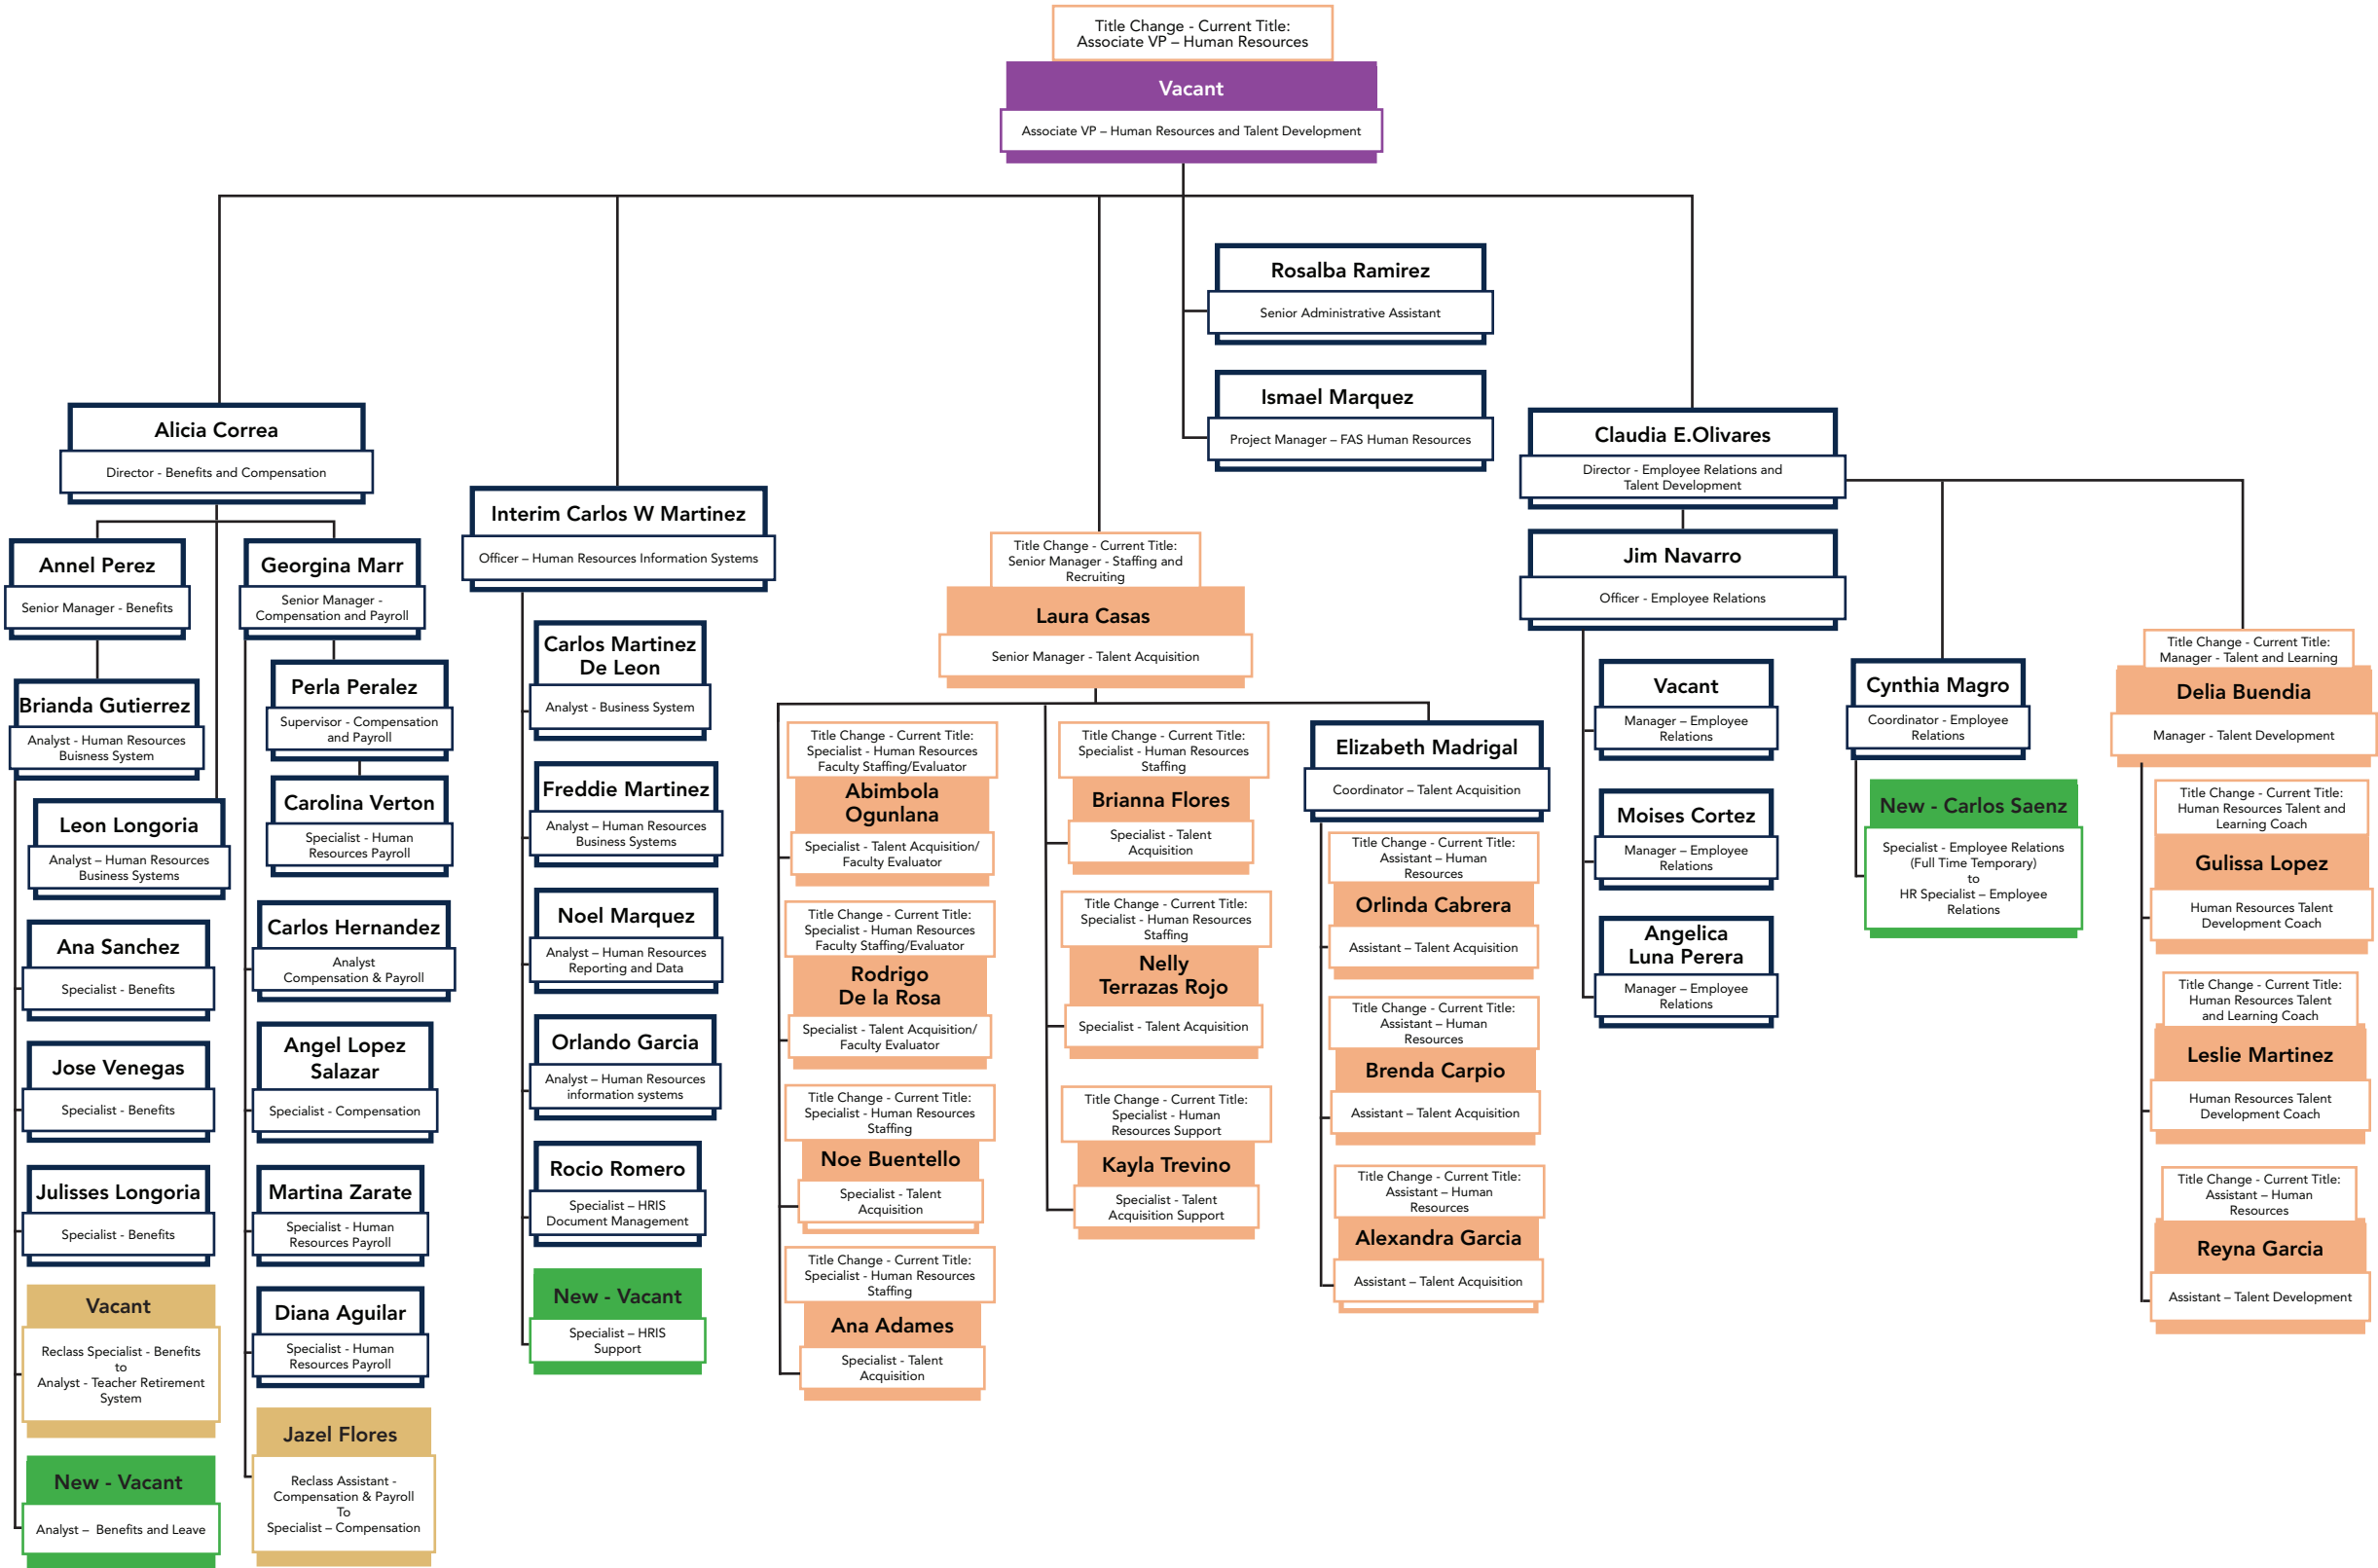 Title Change - Current Title:
Associate VP – Human Resources
Vacant
Associate VP – Human Resources and Talent Development
Rosalba Ramirez
Senior Administrative Assistant
Ismael Marquez
Project Manager – FAS Human Resources
Alicia Correa
Director - Benefits and Compensation
Annel Perez
Senior Manager - Benefits
Brianda Gutierrez
Analyst - Human Resources
Buisness System
Leon Longoria
Analyst – Human Resources
Business Systems
Ana Sanchez
Specialist - Benefits
Jose Venegas
Specialist - Benefits
Julisses Longoria
Specialist - Benefits
Vacant
Reclass Specialist - Benefits
to
Analyst - Teacher Retirement
System
New - Vacant
Analyst –  Benefits and Leave
Georgina Marr
Senior Manager -
Compensation and Payroll
Perla Peralez
Supervisor - Compensation
and Payroll
Carolina Verton
Specialist - Human
Resources Payroll
Carlos Hernandez
Analyst
Compensation & Payroll
Angel Lopez
Salazar
Specialist - Compensation
Martina Zarate
Specialist - Human
Resources Payroll
Diana Aguilar
Specialist - Human
Resources Payroll
Jazel Flores
Reclass Assistant -
Compensation & Payroll
To
Specialist – Compensation
Interim Carlos W Martinez
Officer – Human Resources Information Systems
Carlos Martinez
De Leon
Analyst - Business System
Freddie Martinez
Analyst – Human Resources
Business Systems
Noel Marquez
Analyst – Human Resources
Reporting and Data
Orlando Garcia
Analyst – Human Resources
information systems
Rocio Romero
Specialist – HRIS
Document Management
New - Vacant
Specialist – HRIS
Support
Title Change - Current Title:
Senior Manager - Staffing and
Recruiting
Laura Casas
Senior Manager - Talent Acquisition
Title Change - Current Title:
Specialist - Human Resources
Faculty Staffing/Evaluator
Abimbola
Ogunlana
Specialist - Talent Acquisition/
Faculty Evaluator
Title Change - Current Title:
Specialist - Human Resources
Faculty Staffing/Evaluator
Rodrigo
De la Rosa
Specialist - Talent Acquisition/
Faculty Evaluator
Title Change - Current Title:
Specialist - Human Resources
Staffing
Noe Buentello
Specialist - Talent
Acquisition
Title Change - Current Title:
Specialist - Human Resources
Staffing
Ana Adames
Specialist - Talent
Acquisition
Title Change - Current Title:
Specialist - Human Resources
Staffing
Brianna Flores
Specialist - Talent
Acquisition
Title Change - Current Title:
Specialist - Human Resources
Staffing
Nelly
Terrazas Rojo
Specialist - Talent Acquisition
Title Change - Current Title:
Specialist - Human
Resources Support
Kayla Trevino
Specialist - Talent
Acquisition Support
Elizabeth Madrigal
Coordinator – Talent Acquisition
Title Change - Current Title:
Assistant – Human
Resources
Orlinda Cabrera
Assistant – Talent Acquisition
Title Change - Current Title:
Assistant – Human
Resources
Brenda Carpio
Assistant – Talent Acquisition
Title Change - Current Title:
Assistant – Human
Resources
Alexandra Garcia
Assistant – Talent Acquisition
Claudia E.Olivares
Director - Employee Relations and
Talent Development
Jim Navarro
Officer - Employee Relations
Vacant
Manager – Employee
Relations
Moises Cortez
Manager – Employee
Relations
Angelica
Luna Perera
Manager – Employee
Relations
Cynthia Magro
Coordinator - Employee
Relations
New - Carlos Saenz
Specialist - Employee Relations
(Full Time Temporary)
to
HR Specialist – Employee
Relations
Title Change - Current Title:
Manager - Talent and Learning
Delia Buendia
Manager - Talent Development
Title Change - Current Title:
Human Resources Talent and
Learning Coach
Gulissa Lopez
Human Resources Talent
Development Coach
Title Change - Current Title:
Human Resources Talent
and Learning Coach
Leslie Martinez
Human Resources Talent
Development Coach
Title Change - Current Title:
Assistant – Human
Resources
Reyna Garcia
Assistant – Talent Development